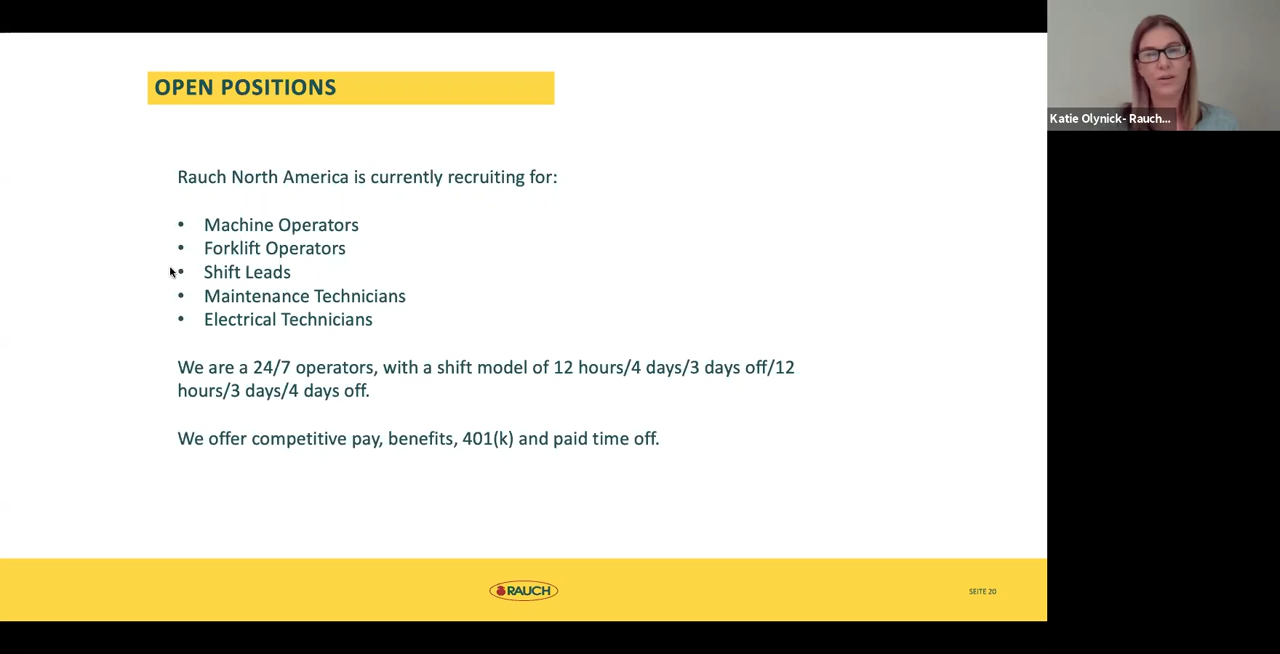 OPEN POSITIONS
Katie Olynick- Rauch...
Rauch North America is currently recruiting for:
• Machine Operators
• Forklift Operators
• Shift Leads
• Maintenance Technicians
• Electrical Technicians
We are a 24/7 operators, with a shift model of 12 hours/4 days/3 days off/12
hours/3 days/4 days off.
We offer competitive pay, benefits, 401(k) and paid time off.
RAUCH
SEITE 20